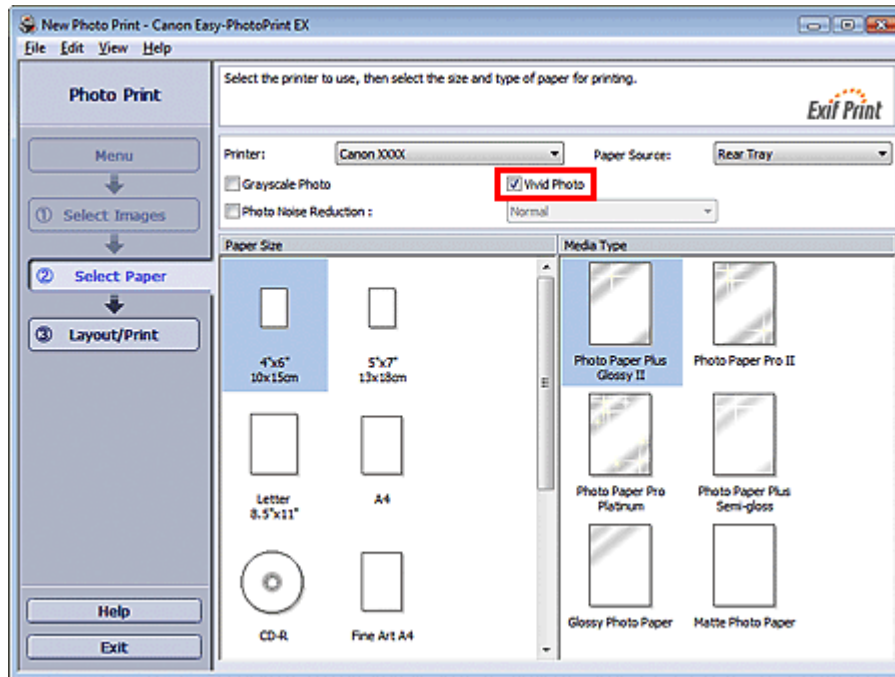 New Photo Print - Canon Easy-PhotoPrint EX
File Edit View Help
Photo Print
Select the printer to use, then select the size and type of paper for printing.
Exif Print
Menu
① Select Images
② Select Paper
③ Layout/Print
Help
Exit
Printer: Canon XXXX Paper Source: Rear Tray
Grayscale Photo Vivid Photo
Photo Noise Reduction : Normal
Paper Size
4"x6"
10x15cm
5"x7"
13x18cm
Letter
8.5"x11"
A4
CD-R
Fine Art A4
Media Type
Photo Paper Plus
Glossy II
Photo Paper Pro II
Photo Paper Pro
Platinum
Photo Paper Plus
Semi-gloss
Glossy Photo Paper
Matte Photo Paper